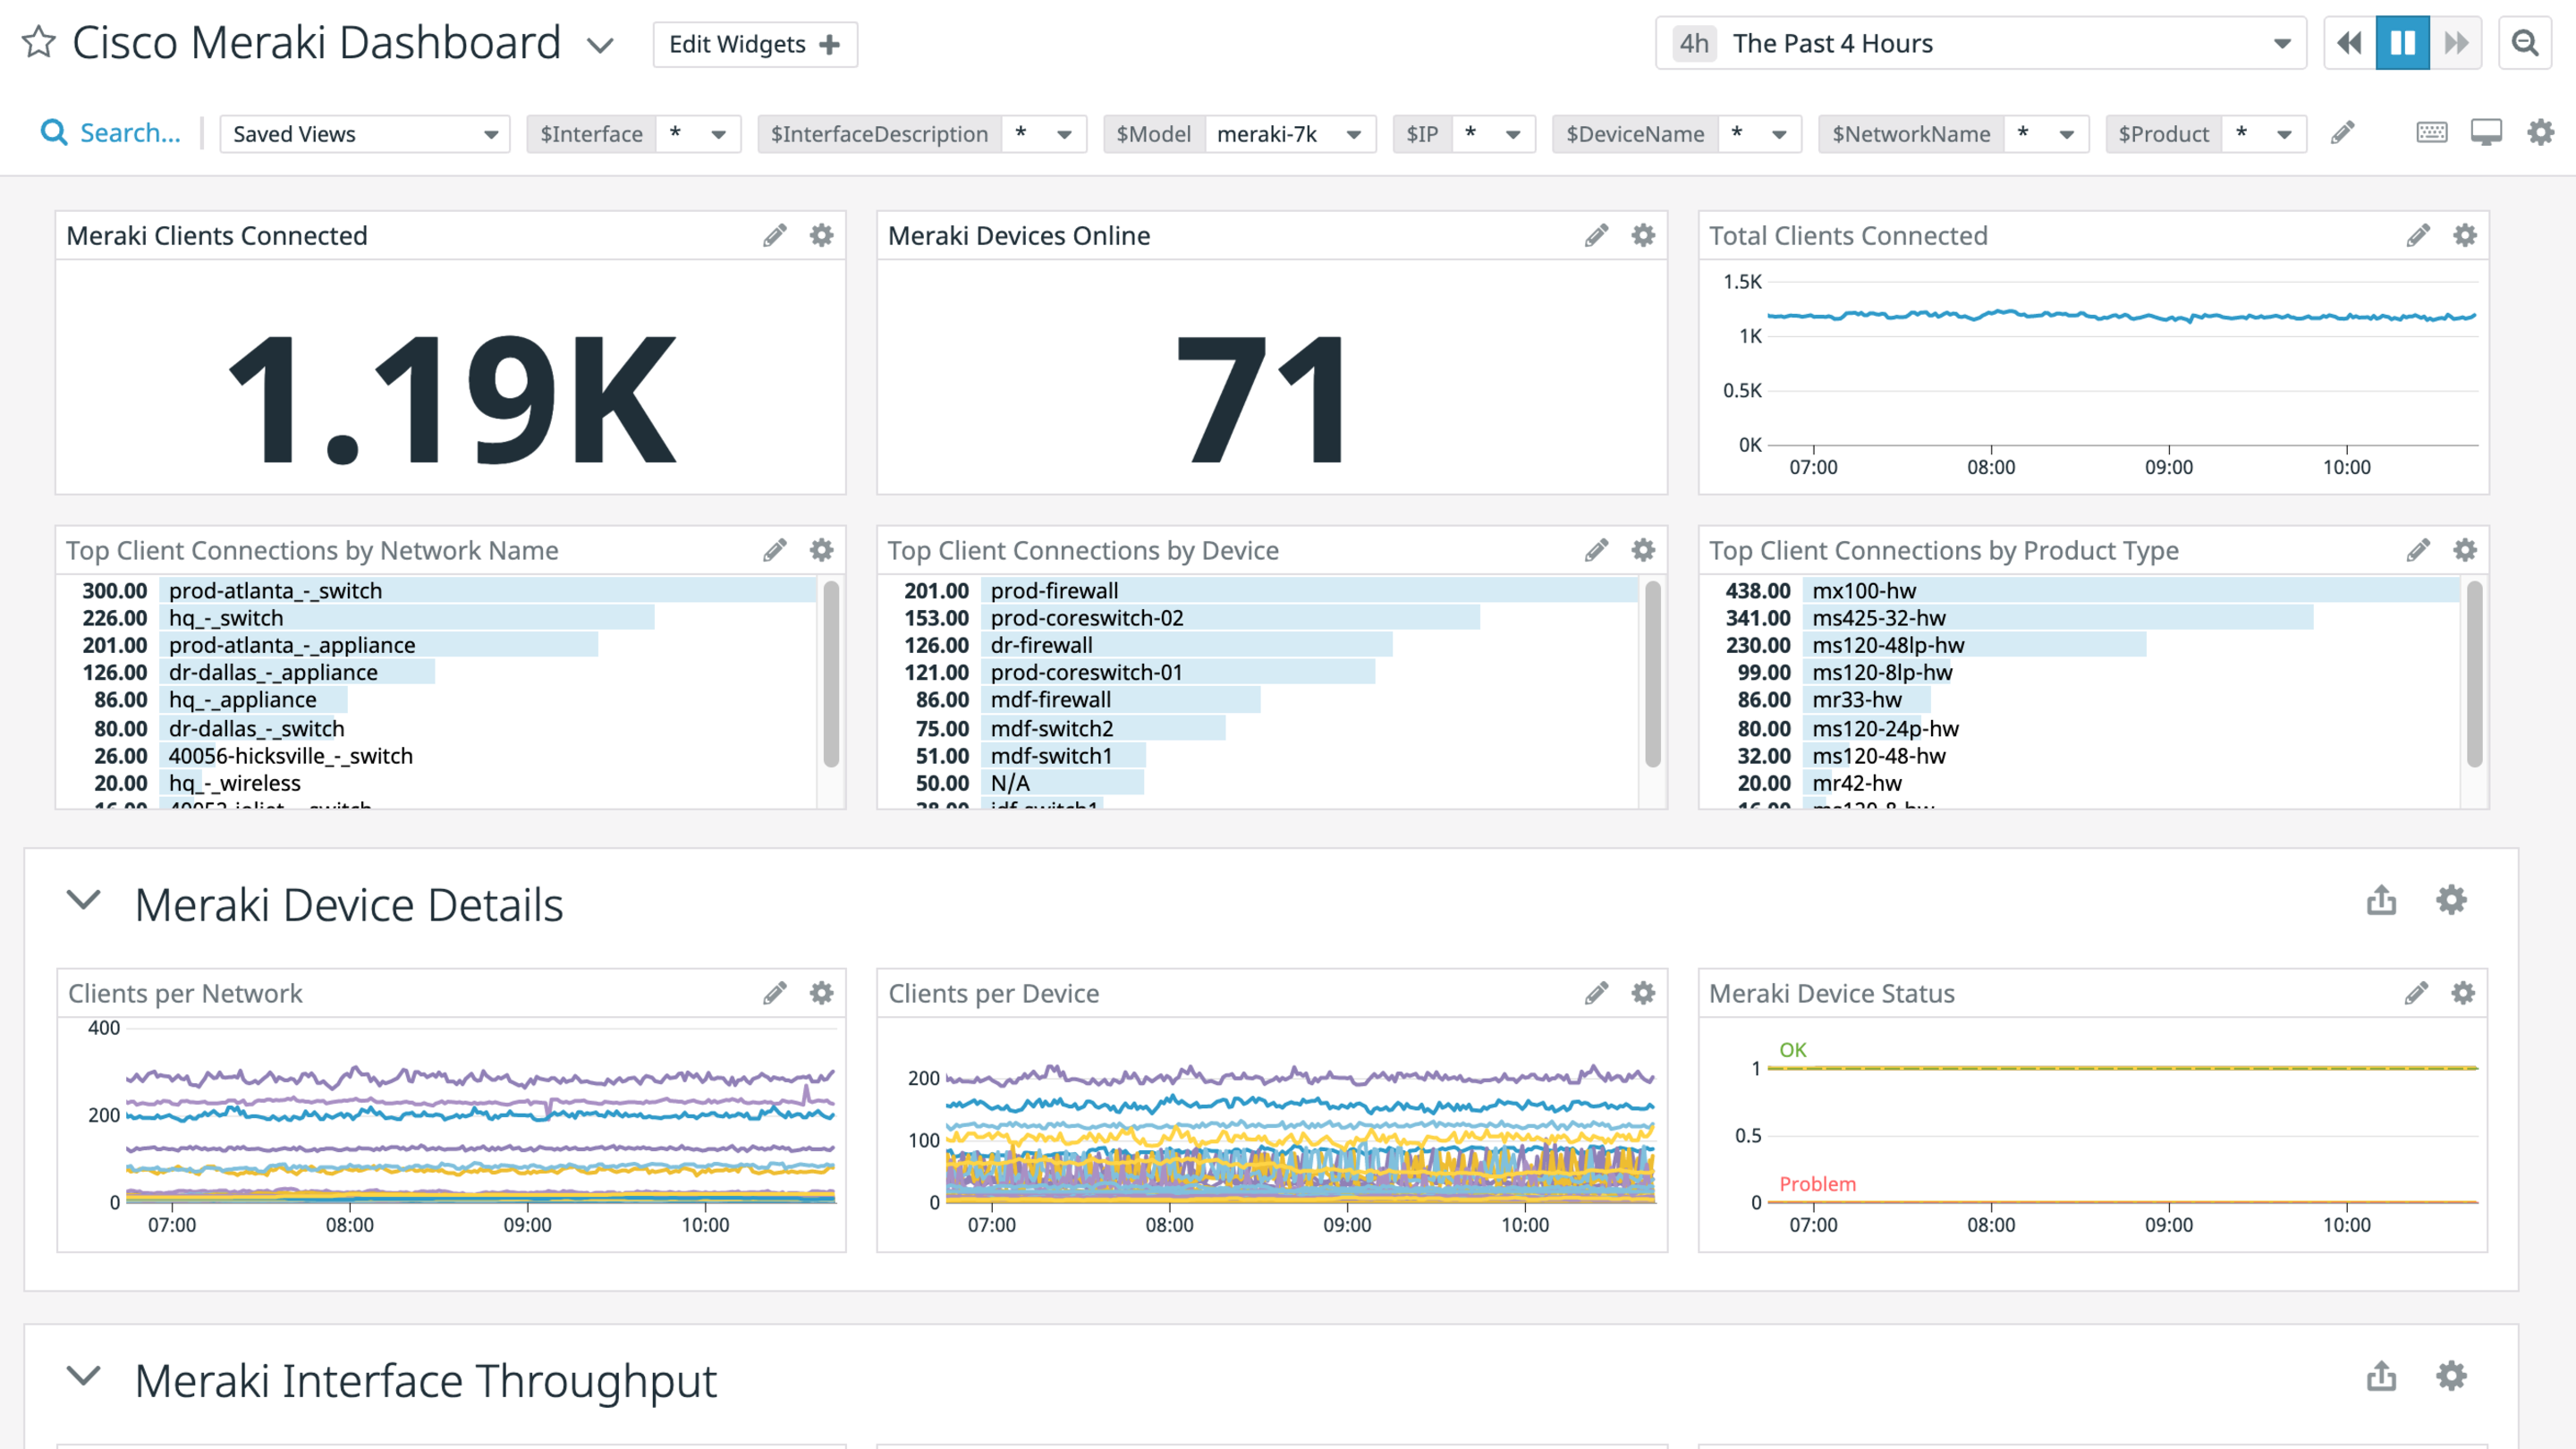 Cisco Meraki Dashboard
Edit Widgets +
4h The Past 4 Hours
Search...
Saved Views
$Interface *
$InterfaceDescription *
$Model meraki-7k
$IP *
$DeviceName *
$NetworkName *
$Product *
Meraki Clients Connected
1.19K
Meraki Devices Online
71
Total Clients Connected
1.5K
1K
0.5K
0K
07:00 08:00 09:00 10:00
Top Client Connections by Network Name
300.00 prod-atlanta_-_switch
226.00 hq_-_switch
201.00 prod-atlanta_-_appliance
126.00 dr-dallas_-_appliance
86.00 hq_-_appliance
80.00 dr-dallas_-_switch
26.00 40056-hicksville_-_switch
20.00 hq_-_wireless
Top Client Connections by Device
201.00 prod-firewall
153.00 prod-coreswitch-02
126.00 dr-firewall
121.00 prod-coreswitch-01
86.00 mdf-firewall
75.00 mdf-switch2
51.00 mdf-switch1
50.00 N/A
Top Client Connections by Product Type
438.00 mx100-hw
341.00 ms425-32-hw
230.00 ms120-48lp-hw
99.00 ms120-8lp-hw
86.00 mr33-hw
80.00 ms120-24p-hw
32.00 ms120-48-hw
20.00 mr42-hw
Meraki Device Details
Clients per Network
400
200
0
07:00 08:00 09:00 10:00
Clients per Device
200
100
0
07:00 08:00 09:00 10:00
Meraki Device Status
OK
1
0.5
Problem
0
07:00 08:00 09:00 10:00
Meraki Interface Throughput